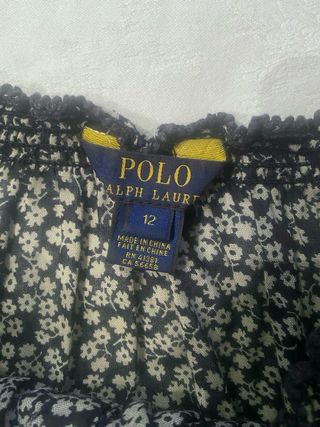 POLO
RALPH LAUREN
12
MADE IN CHINA
FAIT EN CHINE
RN 41381
CA 56658